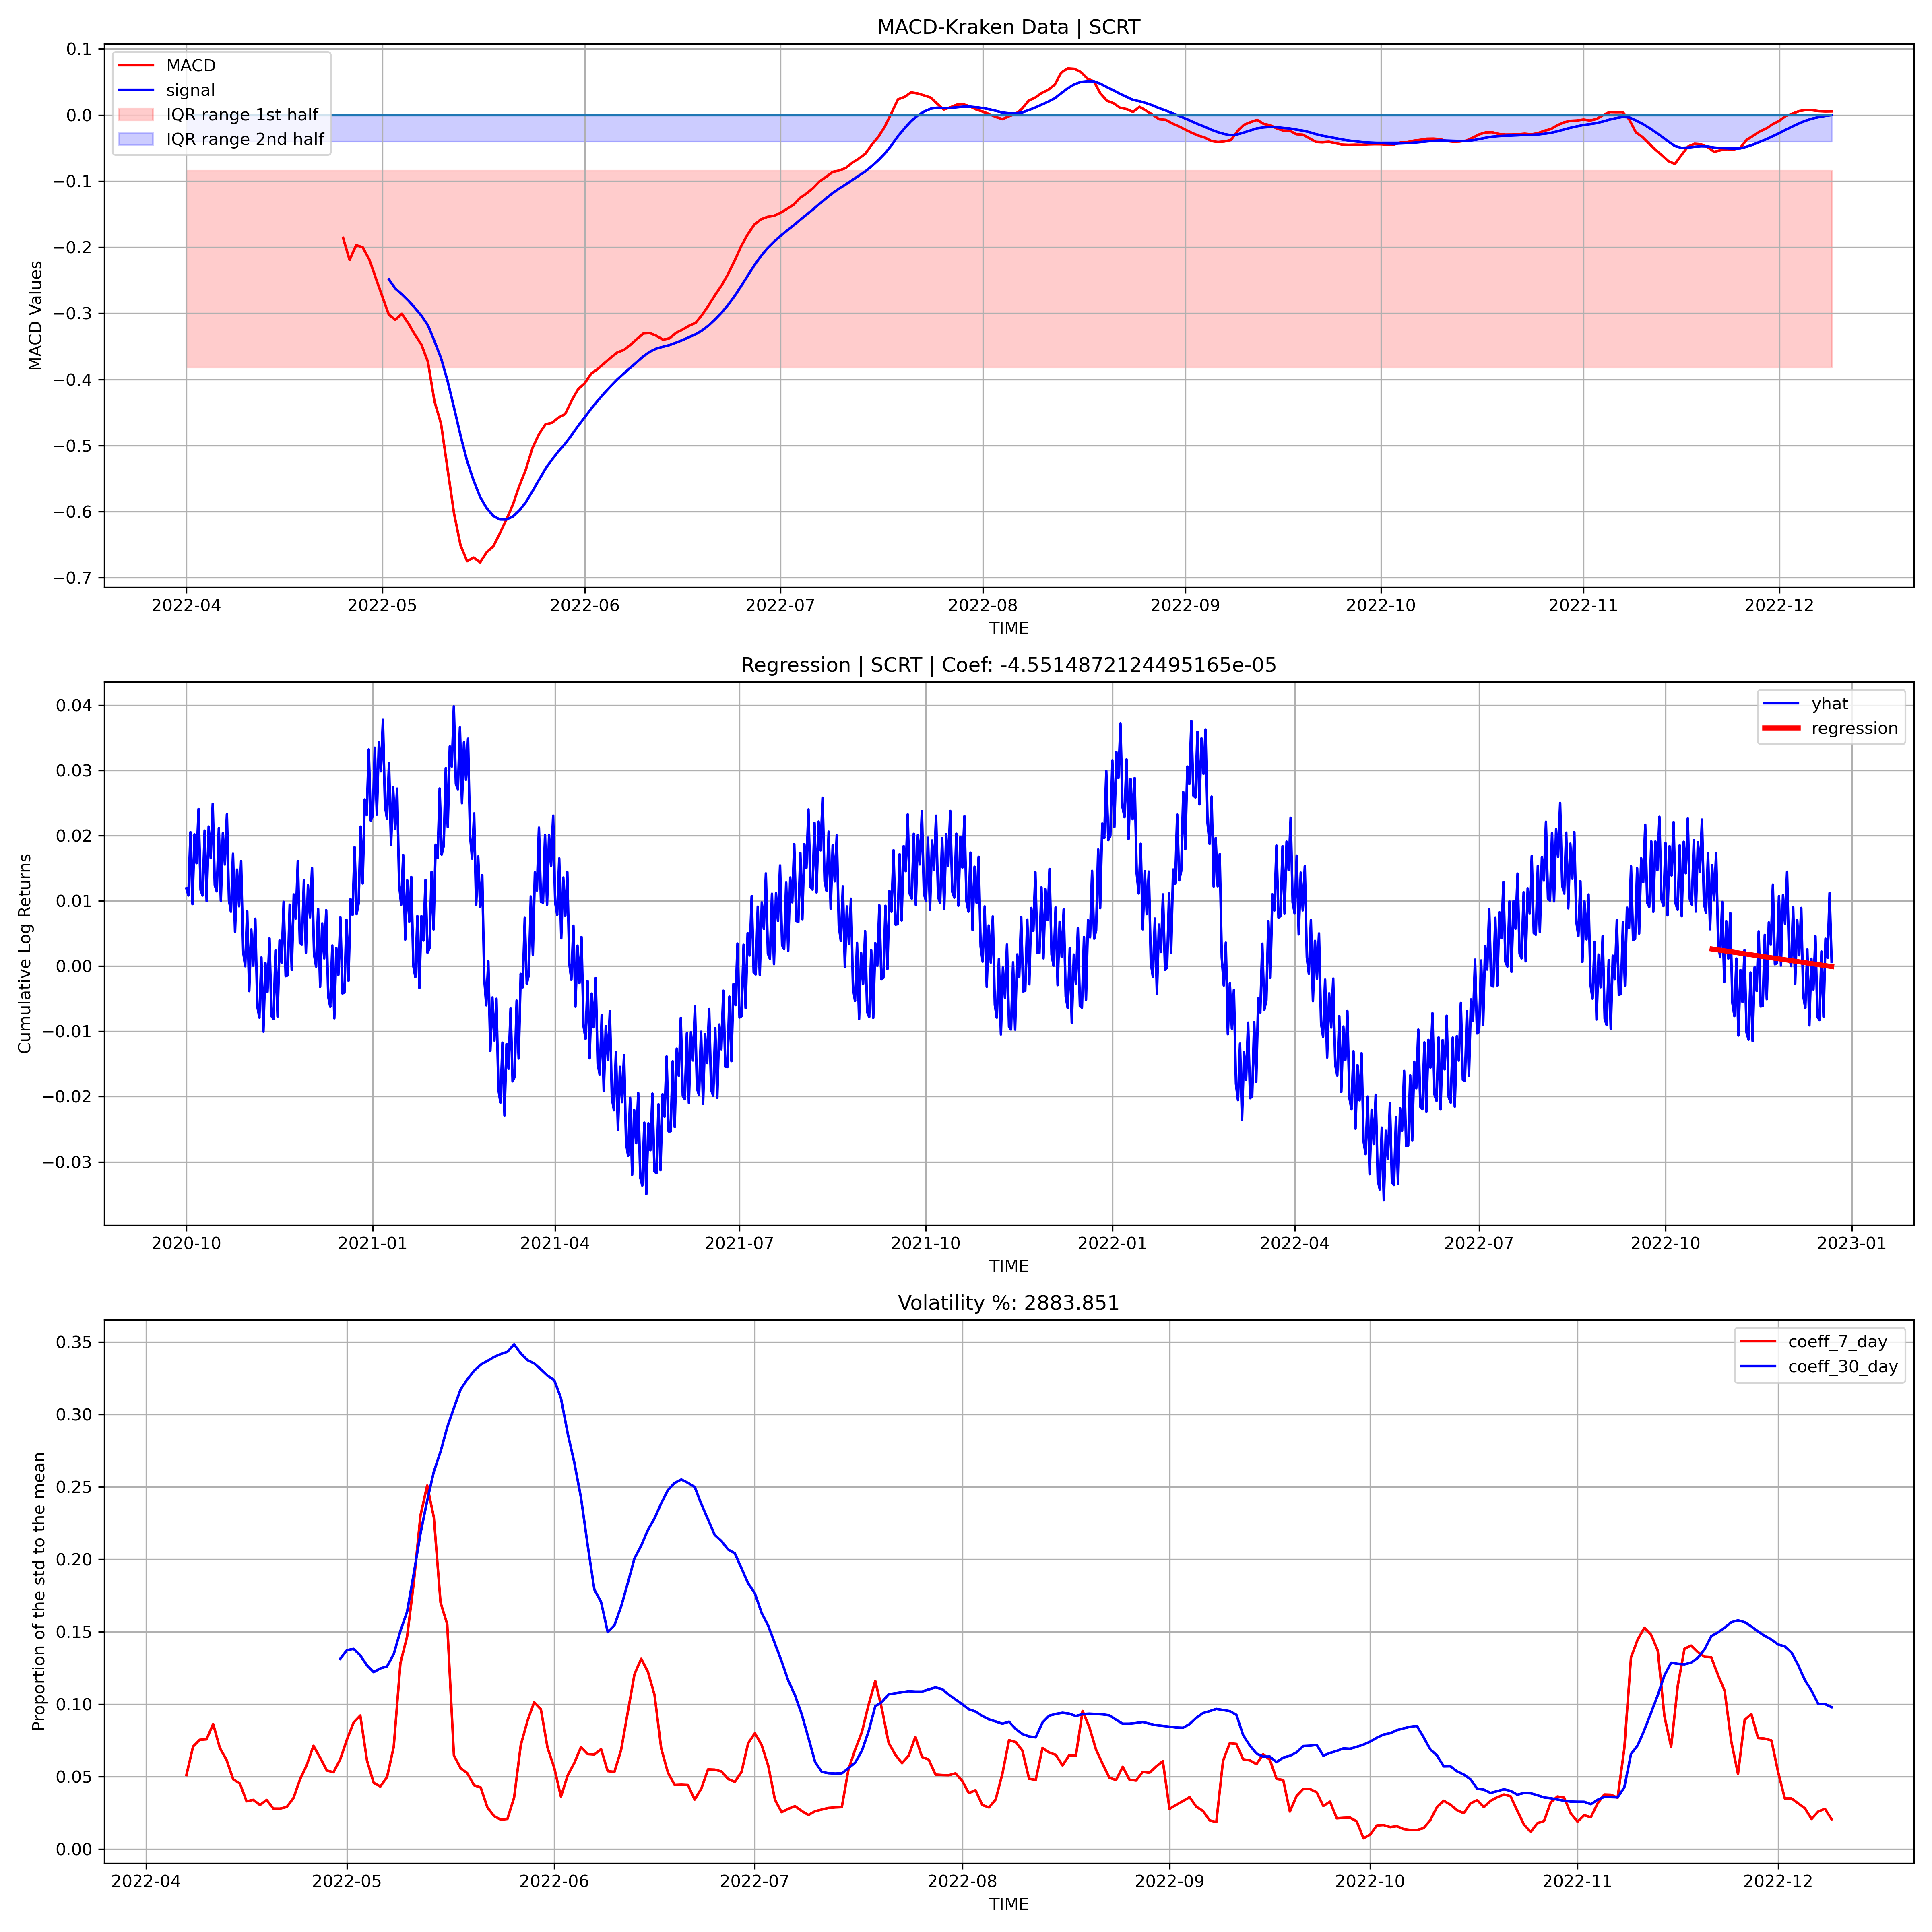 MACD-Kraken Data | SCRT
MACD
signal
IQR range 1st half
IQR range 2nd half
0.1
0.0
−0.1
−0.2
−0.3
−0.4
−0.5
−0.6
−0.7
MACD Values
2022-04 2022-05 2022-06 2022-07 2022-08 2022-09 2022-10 2022-11 2022-12
TIME
Regression | SCRT | Coef: -4.5514872124495165e-05
yhat
regression
0.04
0.03
0.02
0.01
0.00
−0.01
−0.02
−0.03
Cumulative Log Returns
2020-10 2021-01 2021-04 2021-07 2021-10 2022-01 2022-04 2022-07 2022-10 2023-01
TIME
Volatility %: 2883.851
coeff_7_day
coeff_30_day
0.35
0.30
0.25
0.20
0.15
0.10
0.05
0.00
Proportion of the std to the mean
2022-04 2022-05 2022-06 2022-07 2022-08 2022-09 2022-10 2022-11 2022-12
TIME